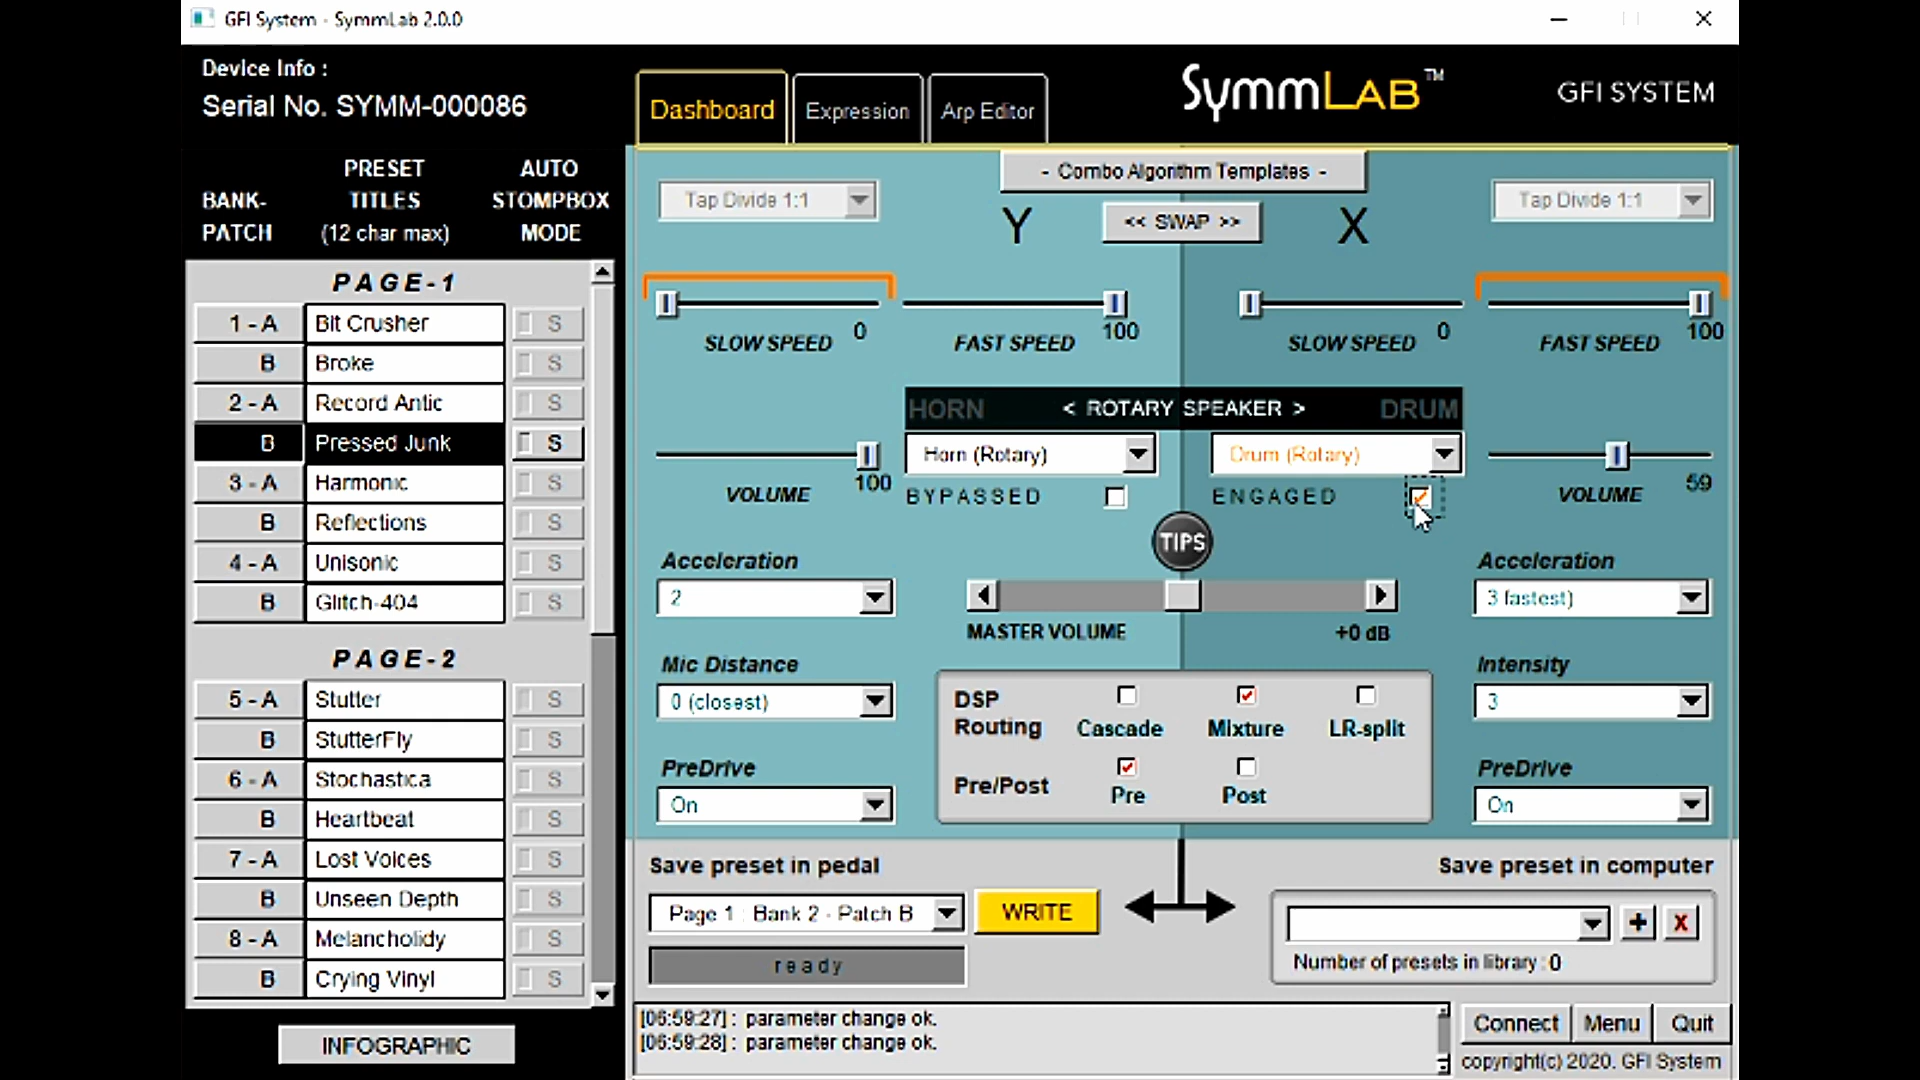 GFI System - SymmLab 2.0.0
Device Info :
Serial No. SYMM-000086
Dashboard
Expression
Arp Editor
SymmLAB™
GFI SYSTEM
BANK-
PATCH
PRESET
TITLES
(12 char max)
AUTO
STOMPBOX
MODE
PAGE-1
1 - A Bit Crusher S
B Broke S
2 - A Record Antic S
B Pressed Junk S
3 - A Harmonic S
B Reflections S
4 - A Unisonic S
B Glitch-404 S
PAGE-2
5 - A Stutter S
B StutterFly S
6 - A Stochastica S
B Heartbeat S
7 - A Lost Voices S
B Unseen Depth S
8 - A Melancholidy S
B Crying Vinyl S
INFOGRAPHIC
- Combo Algorithm Templates -
Tap Divide 1:1
Y
<< SWAP >>
X
Tap Divide 1:1
SLOW SPEED 0
FAST SPEED 100
SLOW SPEED 0
FAST SPEED 100
HORN < ROTARY SPEAKER > DRUM
Horn (Rotary)
Drum (Rotary)
VOLUME 100
BYPASSED
ENGAGED
VOLUME 59
TIPS
Acceleration
2
MASTER VOLUME +0 dB
Acceleration
3 fastest)
Mic Distance
0 (closest)
DSP
Routing
Cascade
Mixture
LR-split
Intensity
3
PreDrive
On
Pre/Post
Pre
Post
PreDrive
On
Save preset in pedal
Page 1 : Bank 2 - Patch B
WRITE
ready
Save preset in computer
+
X
Number of presets in library : 0
[06:59:27] : parameter change ok.
[06:59:28] : parameter change ok.
Connect
Menu
Quit
copyright(c) 2020. GFI System